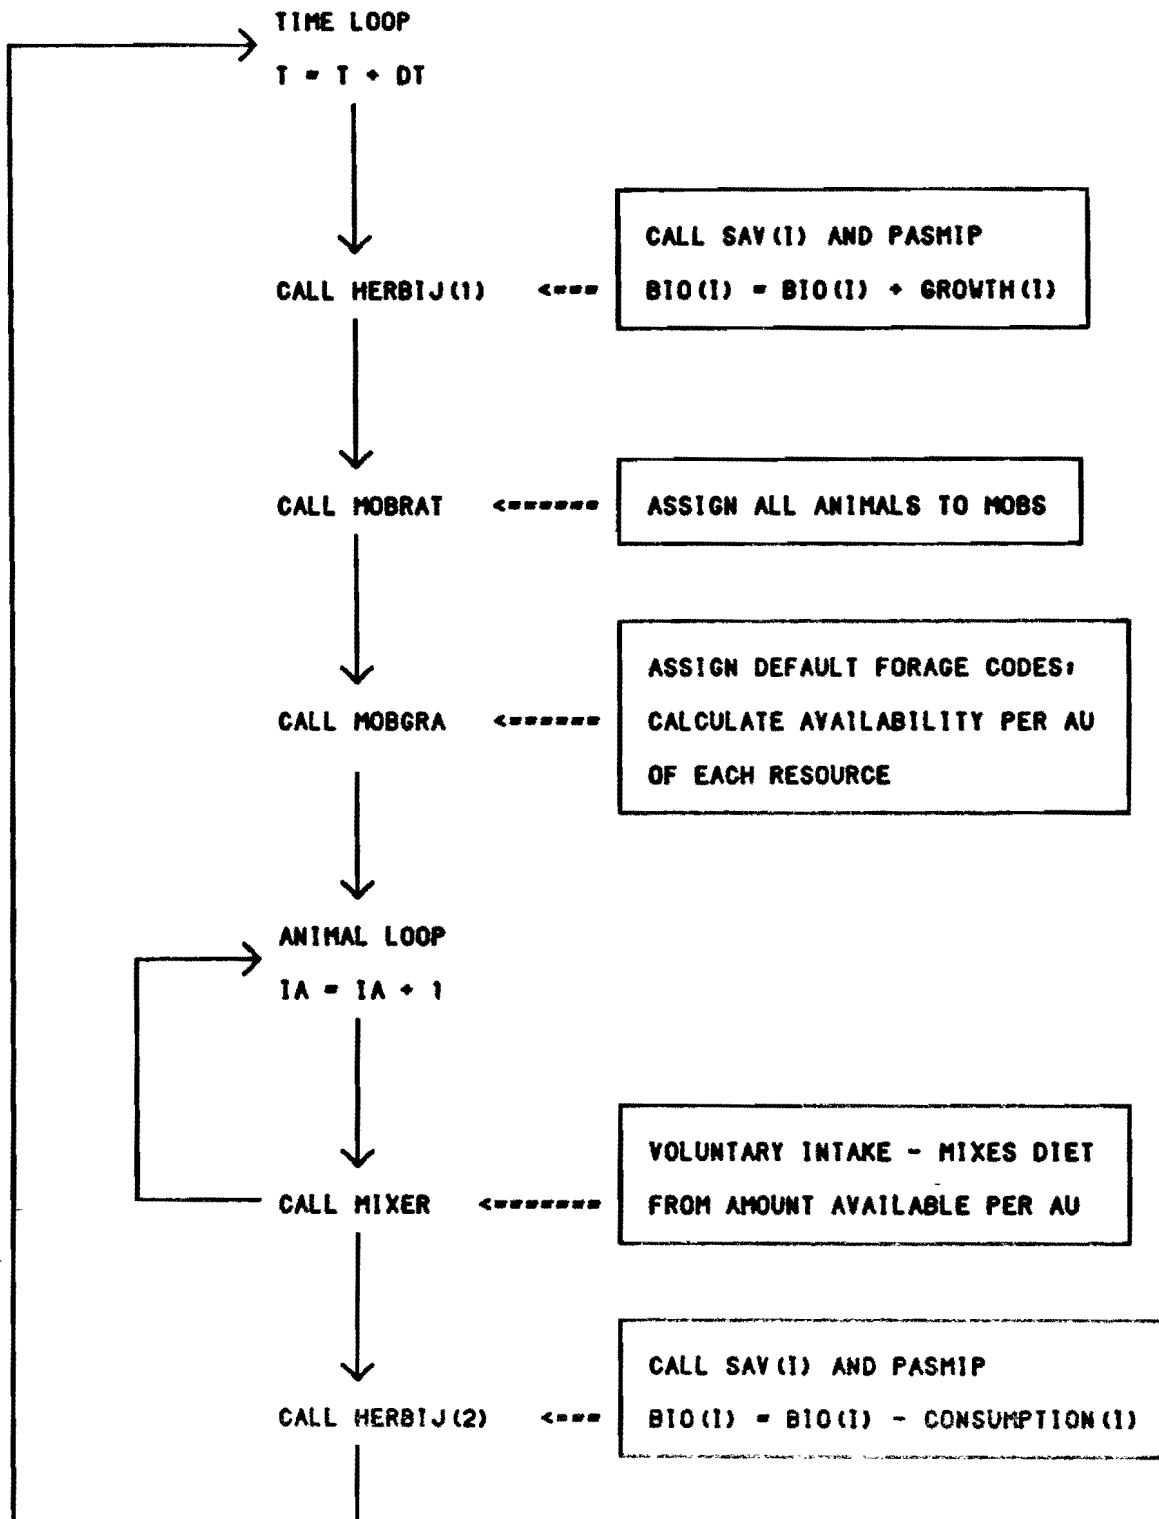 TIME LOOP
T = T + DT
CALL SAV(I) AND PASMIP
BIO(I) = BIO(I) + GROWTH(I)
CALL HERBIJ(1)
CALL MOBRAT
ASSIGN ALL ANIMALS TO MOBS
ASSIGN DEFAULT FORAGE CODES;
CALCULATE AVAILABILITY PER AU
OF EACH RESOURCE
CALL MOBGRA
ANIMAL LOOP
IA = IA + 1
VOLUNTARY INTAKE - MIXES DIET
FROM AMOUNT AVAILABLE PER AU
CALL MIXER
CALL SAV(I) AND PASMIP
BIO(I) = BIO(I) - CONSUMPTION(I)
CALL HERBIJ(2)